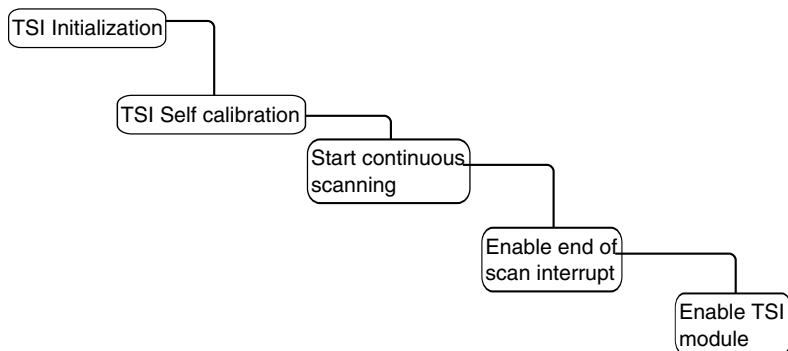 TSI Initialization
TSI Self calibration
Start continuous
scanning
Enable end of
scan interrupt
Enable TSI
module